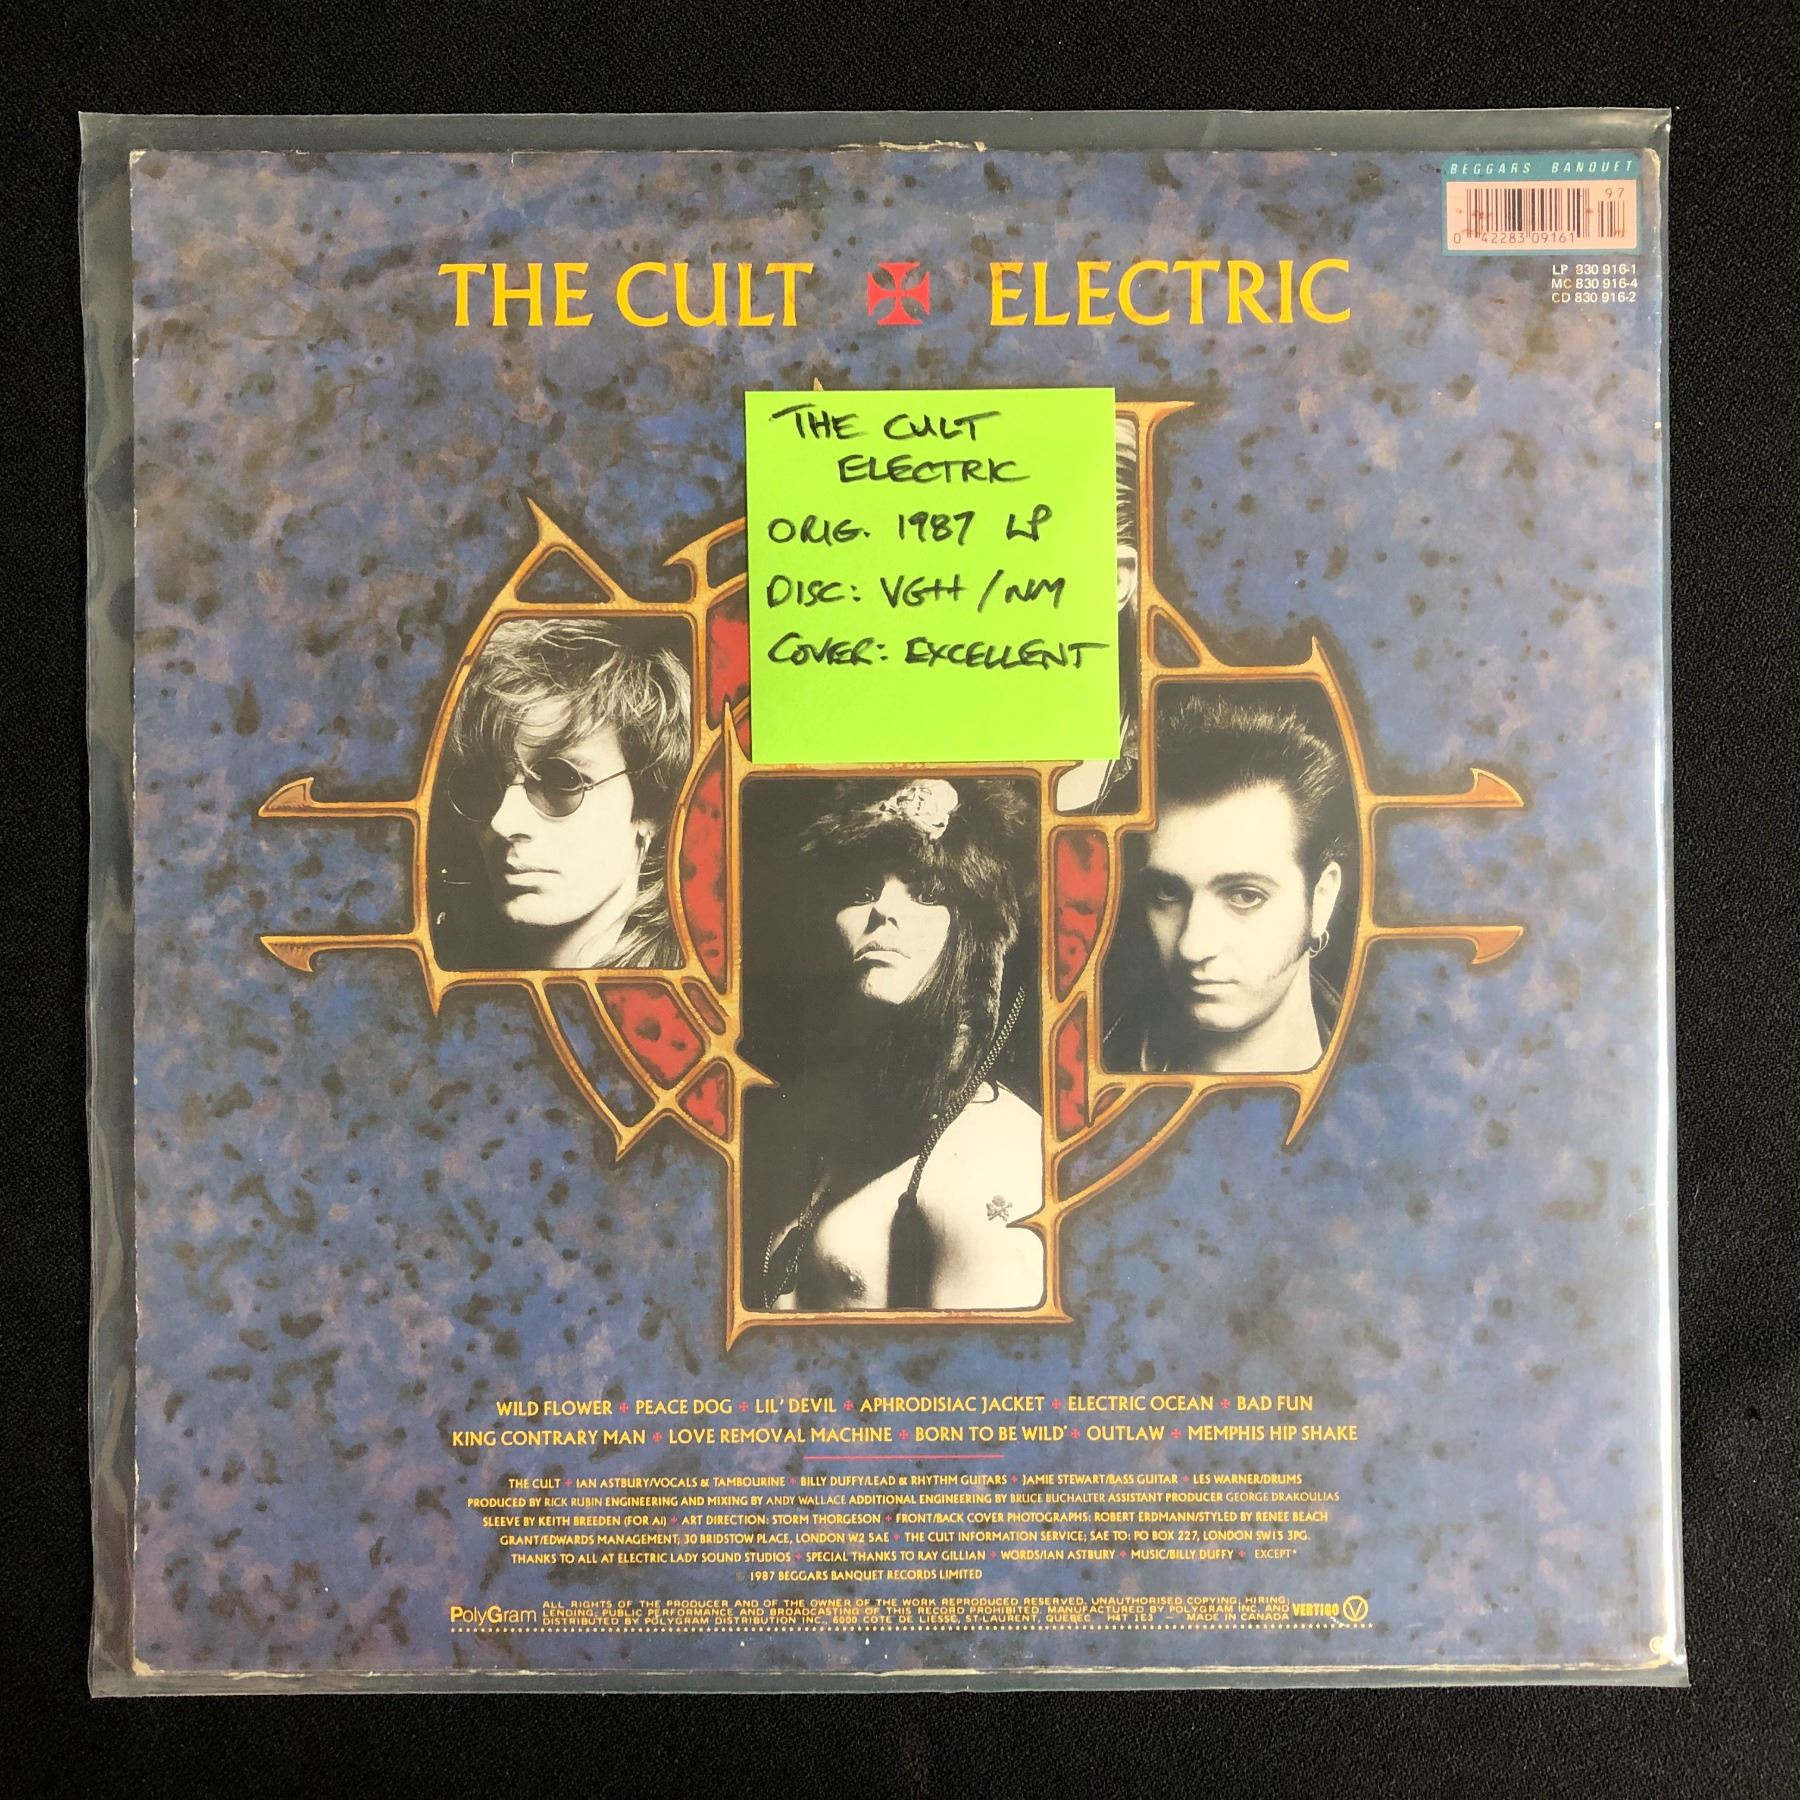 BEGGARS BANQUET
97
0 42283 09161
LP 830 916-1
MC 830 916-4
CD 830 916-2
THE CULT ✠ ELECTRIC
THE CULT
ELECTRIC
ORIG. 1987 LP
DISC: VG++ / NM
COVER: EXCELLENT
WILD FLOWER + PEACE DOG + LIL' DEVIL + APHRODISIAC JACKET + ELECTRIC OCEAN + BAD FUN
KING CONTRARY MAN + LOVE REMOVAL MACHINE + BORN TO BE WILD* + OUTLAW + MEMPHIS HIP SHAKE
THE CULT + IAN ASTBURY/VOCALS & TAMBOURINE + BILLY DUFFY/LEAD & RHYTHM GUITARS + JAMIE STEWART/BASS GUITAR + LES WARNER/DRUMS
PRODUCED BY RICK RUBIN ENGINEERING AND MIXING BY ANDY WALLACE ADDITIONAL ENGINEERING BY BRUCE BUCHALTER ASSISTANT PRODUCER GEORGE DRAKOULIAS
SLEEVE BY KEITH BREEDEN (FOR AI) + ART DIRECTION: STORM THORGESON + FRONT/BACK COVER PHOTOGRAPHS: ROBERT ERDMANN/STYLED BY RENEE BEACH
GRANT/EDWARDS MANAGEMENT; 30 BRIDSTOW PLACE, LONDON W2 5AE + THE CULT INFORMATION SERVICE; SAE TO: PO BOX 227, LONDON SW15 3PG.
THANKS TO ALL AT ELECTRIC LADY SOUND STUDIOS + SPECIAL THANKS TO RAY GILLIAN + WORDS/IAN ASTBURY + MUSIC/BILLY DUFFY + EXCEPT*
© 1987 BEGGARS BANQUET RECORDS LIMITED
PolyGram
ALL RIGHTS OF THE PRODUCER AND OF THE OWNER OF THE WORK REPRODUCED RESERVED. UNAUTHORISED COPYING, HIRING,
LENDING, PUBLIC PERFORMANCE AND BROADCASTING OF THIS RECORD PROHIBITED. MANUFACTURED BY POLYGRAM INC. AND
DISTRIBUTED BY POLYGRAM DISTRIBUTION INC., 6000 COTE DE LIESSE, ST-LAURENT, QUEBEC H4T 1E3 — MADE IN CANADA
VERTIGO V